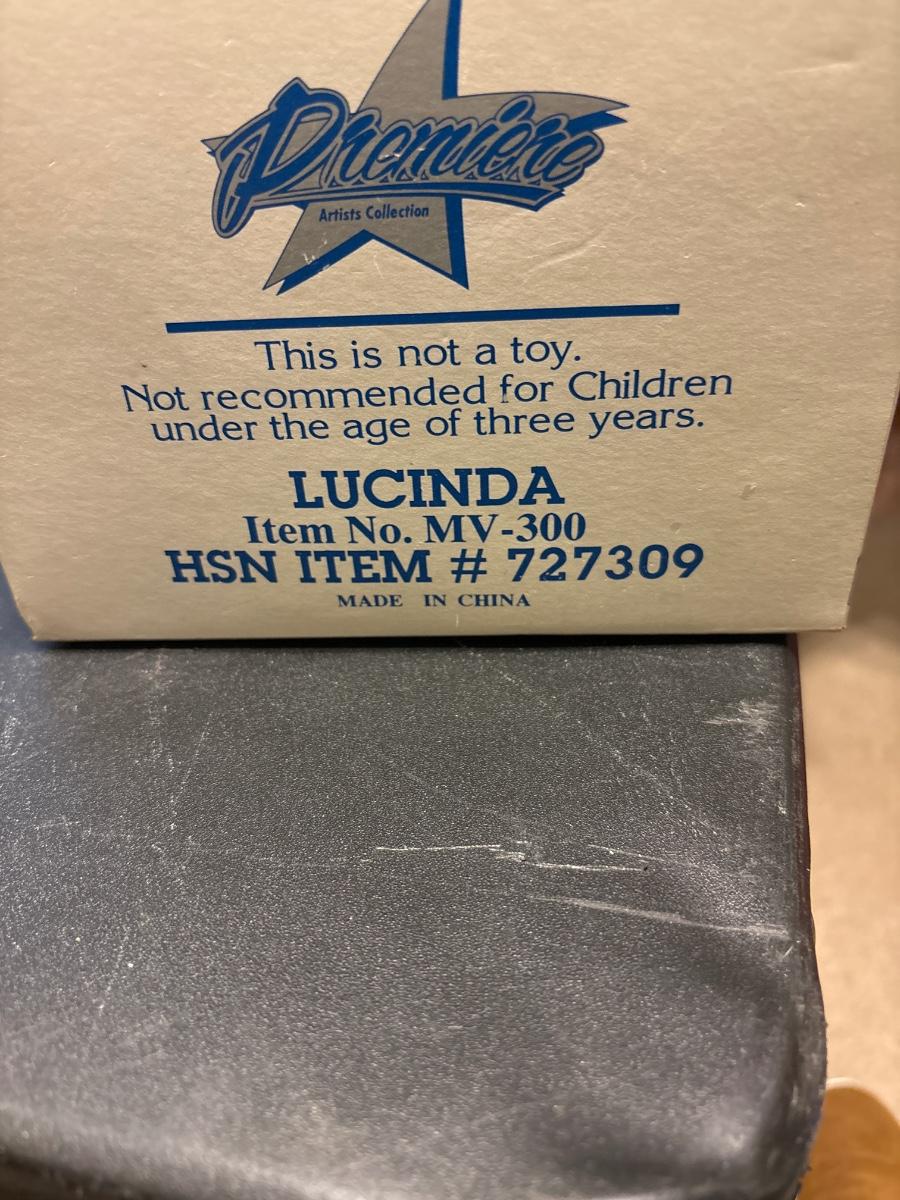 Premiere
Artists Collection
This is not a toy.
Not recommended for Children
under the age of three years.
LUCINDA
Item No. MV-300
HSN ITEM # 727309
MADE IN CHINA